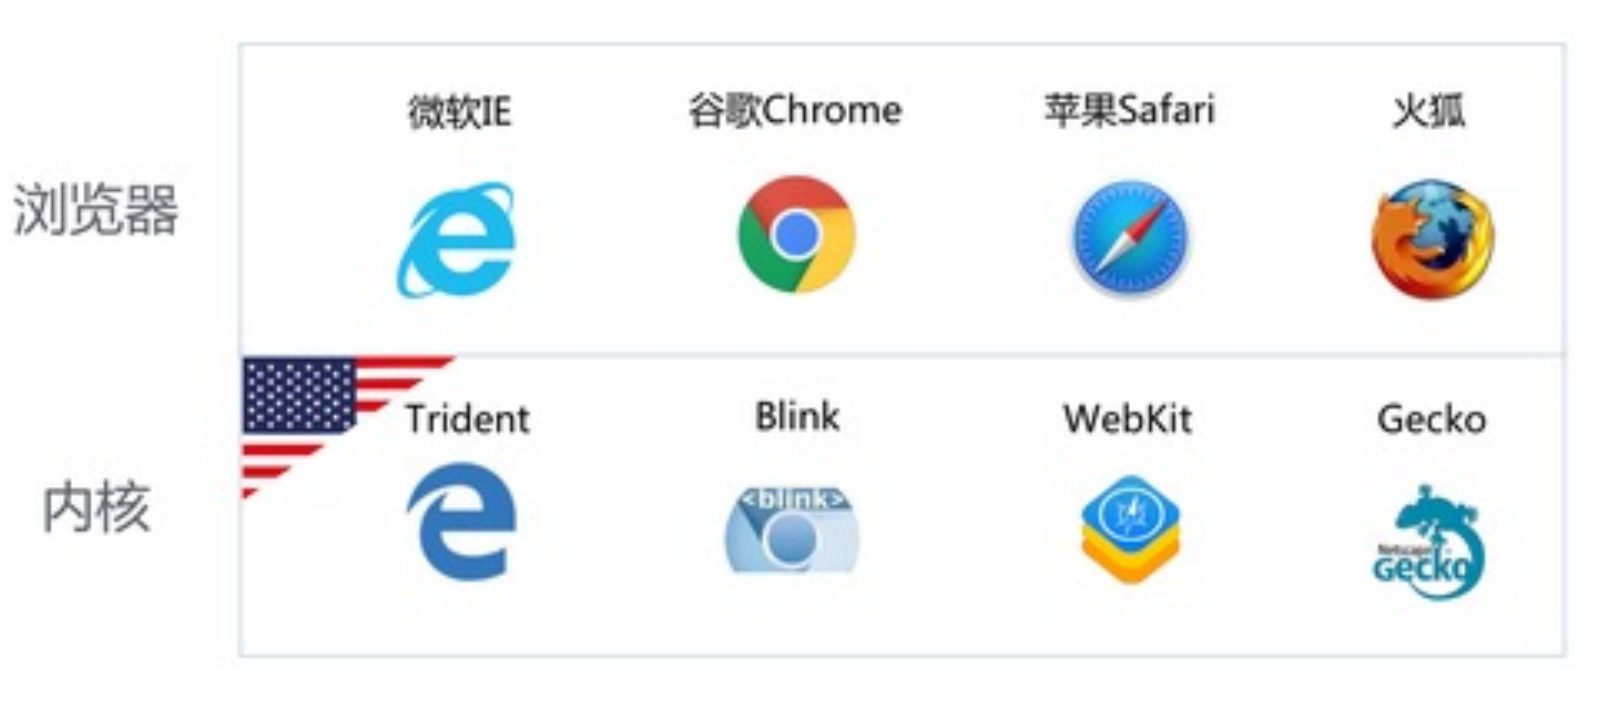 微软IE
谷歌Chrome
苹果Safari
火狐
浏览器
Trident
Blink
WebKit
Gecko
内核
<blink>
Netscape
Gecko